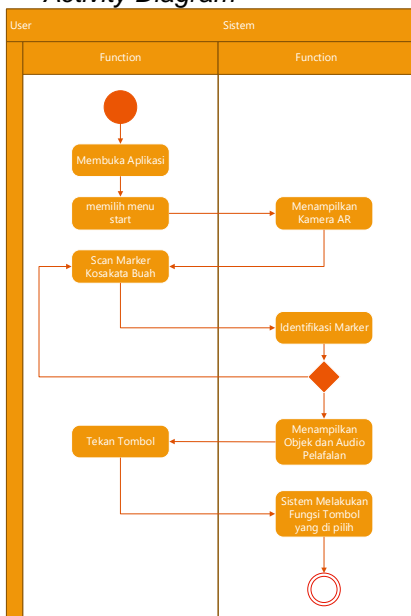 Activity Diagram
User
Sistem
Function
Function
Membuka Aplikasi
memilih menu
start
Menampilkan
Kamera AR
Scan Marker
Kosakata Buah
Identifikasi Marker
Menampilkan
Objek dan Audio
Pelafalan
Tekan Tombol
Sistem Melakukan
Fungsi Tombol
yang di pilih